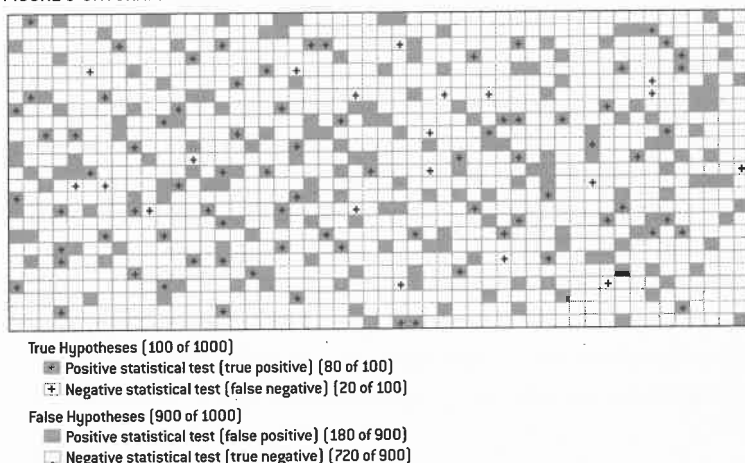 True Hypotheses (100 of 1000)
+ Positive statistical test (true positive) (80 of 100)
+ Negative statistical test (false negative) (20 of 100)
False Hypotheses (900 of 1000)
Positive statistical test (false positive) (180 of 900)
Negative statistical test (true negative) (720 of 900)